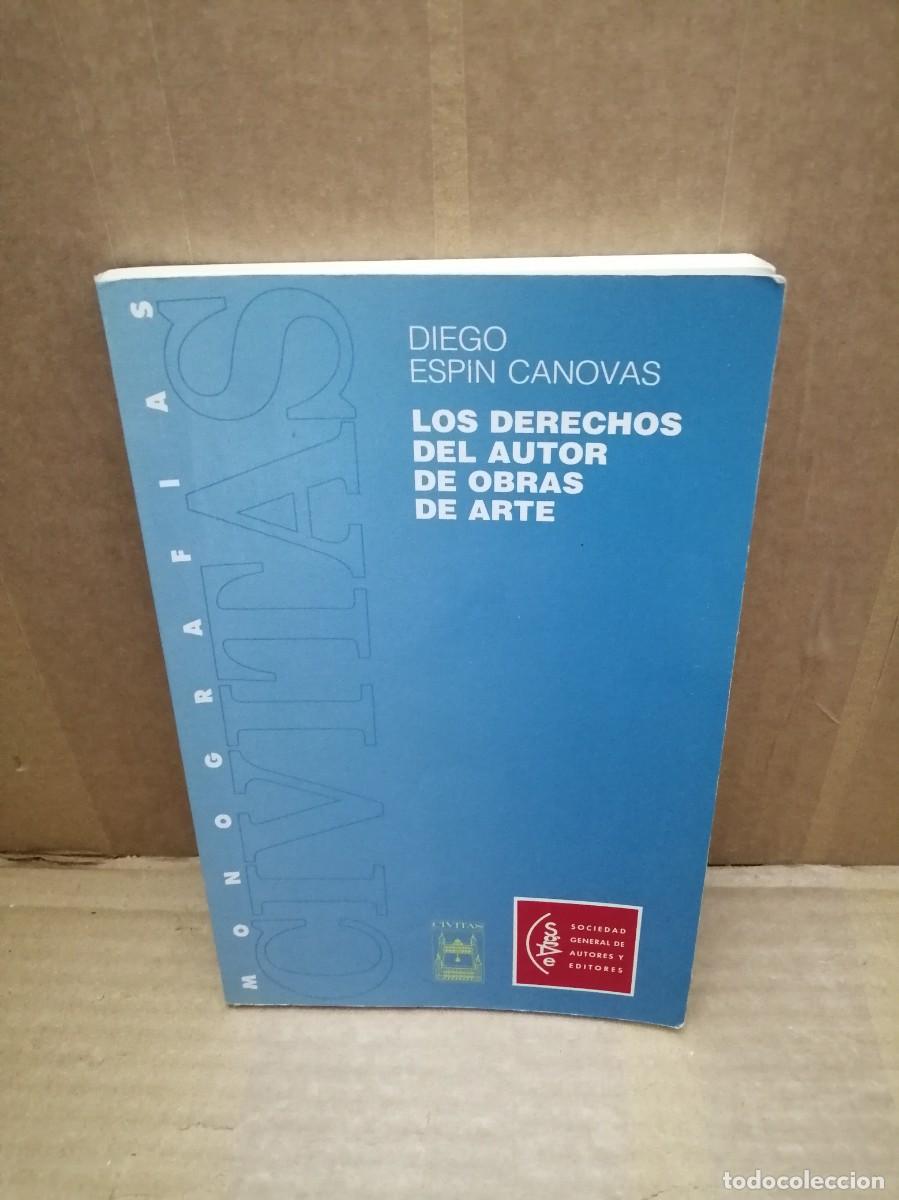 DIEGO
ESPIN CANOVAS
LOS DERECHOS
DEL AUTOR
DE OBRAS
DE ARTE
MONOGRAFIAS
CIVITAS
CIVITAS
SGAE
SOCIEDAD
GENERAL DE
AUTORES Y
EDITORES
todocoleccion